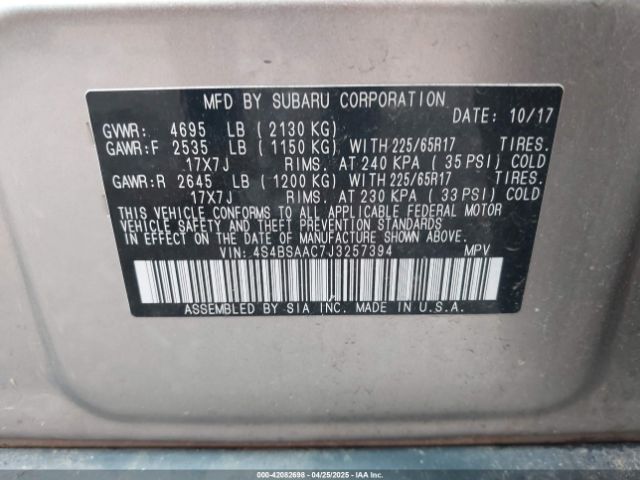 MFD BY SUBARU CORPORATION
DATE: 10/17
GVWR: 4695 LB ( 2130 KG)
GAWR:F 2535 LB ( 1150 KG) WITH 225/65R17 TIRES.
17X7J RIMS. AT 240 KPA ( 35 PSI) COLD
GAWR:R 2645 LB ( 1200 KG) WITH 225/65R17 TIRES.
17X7J RIMS. AT 230 KPA ( 33 PSI) COLD
THIS VEHICLE CONFORMS TO ALL APPLICABLE FEDERAL MOTOR
VEHICLE SAFETY AND THEFT PREVENTION STANDARDS
IN EFFECT ON THE DATE OF MANUFACTURE SHOWN ABOVE.
VIN: 4S4BSAAC7J3257394 MPV
ASSEMBLED BY SIA INC. MADE IN U.S.A.
000-42082698 - 04/25/2025 - IAAI.COM